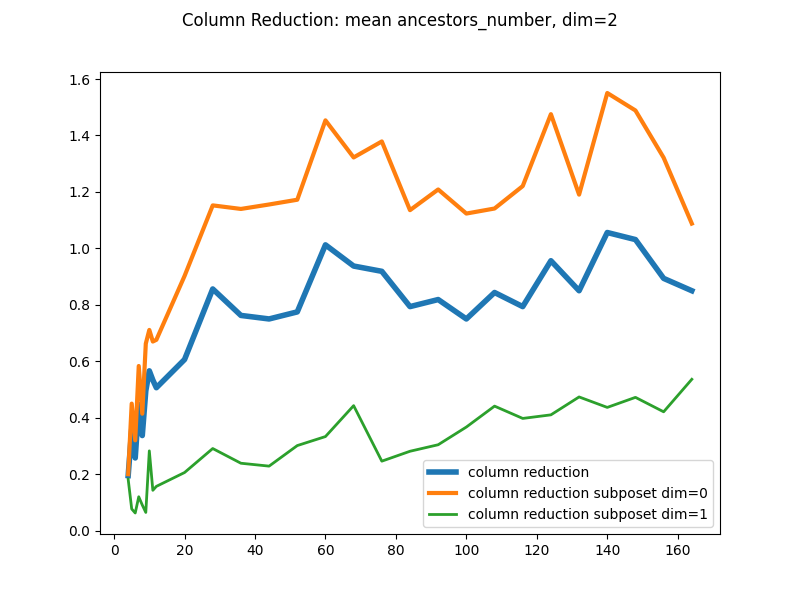 Column Reduction: mean ancestors_number, dim=2
1.6
1.4
1.2
1.0
0.8
0.6
0.4
0.2
0.0
column reduction
column reduction subposet dim=0
column reduction subposet dim=1
0 20 40 60 80 100 120 140 160